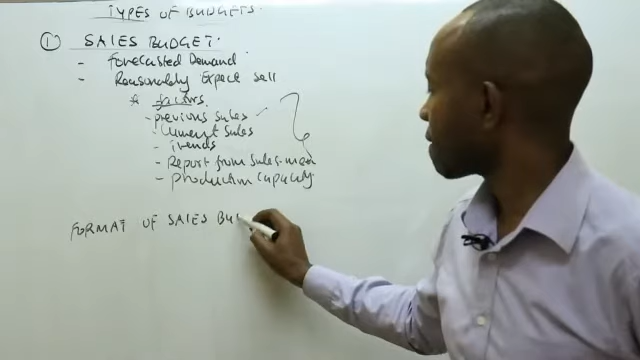 TYPES OF BUDGETS.
① SALES BUDGET.
- Forecasted Demand
- Reasonably Expect sell
* factors.
- previous sales
- Current Sales
- Trends
- Report from Sales-men
- production capacity
FORMAT OF SALES BU